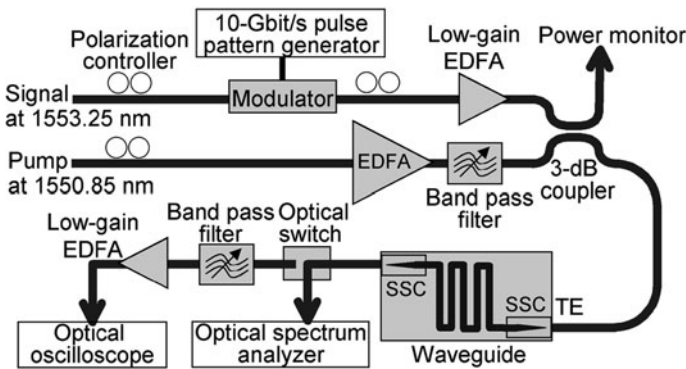 10-Gbit/s pulse
pattern generator
Polarization
controller
Low-gain
EDFA
Power monitor
Signal
at 1553.25 nm
Modulator
Pump
at 1550.85 nm
EDFA
Band pass
filter
3-dB
coupler
Low-gain
EDFA
Band pass
filter
Optical
switch
SSC
SSC
TE
Waveguide
Optical
oscilloscope
Optical spectrum
analyzer